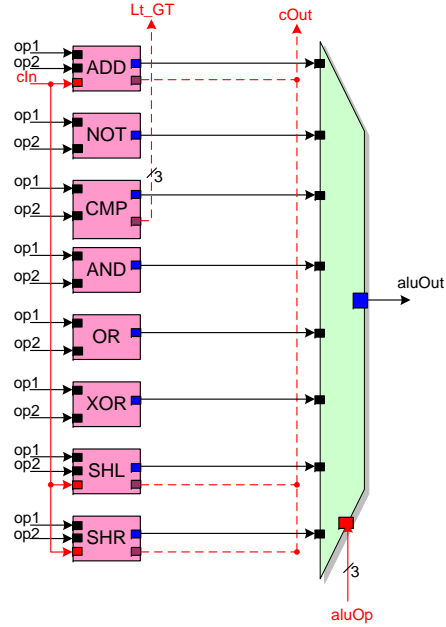 Lt_GT
cOut
op1
op2
cIn
ADD
op1
op2
NOT
3
op1
op2
CMP
op1
op2
AND
aluOut
op1
op2
OR
op1
op2
XOR
op1
op2
SHL
op1
op2
SHR
3
aluOp